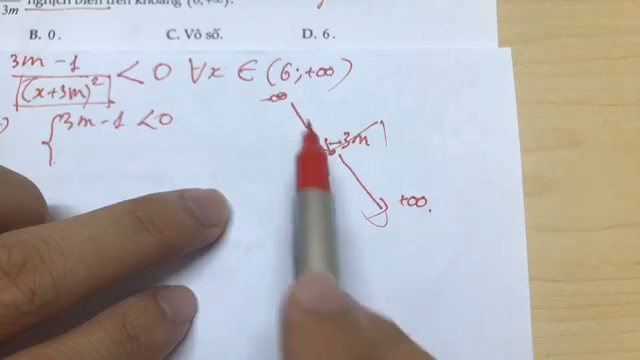 3m nghịch biến trên khoảng (6;+∞).
B. 0. C. Vô số. D. 6.
3m - 1 / (x+3m)² < 0 ∀x ∈ (6;+∞)
-∞
{ 3m - 1 < 0
-3m
+∞.